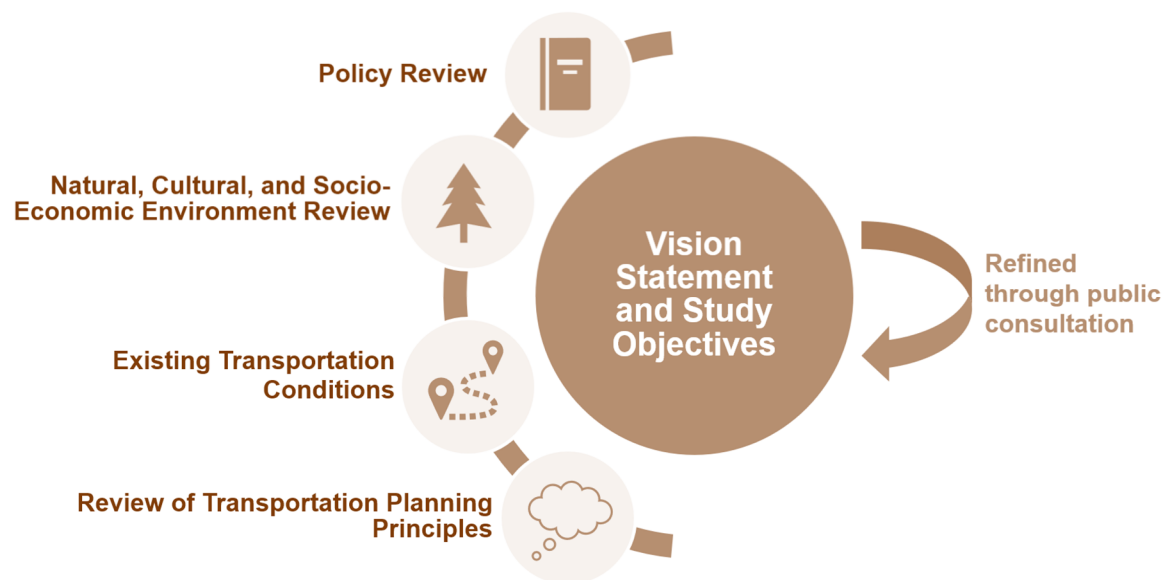 Policy Review
Natural, Cultural, and Socio-
Economic Environment Review
Existing Transportation
Conditions
Review of Transportation Planning
Principles
Vision
Statement
and Study
Objectives
Refined
through public
consultation